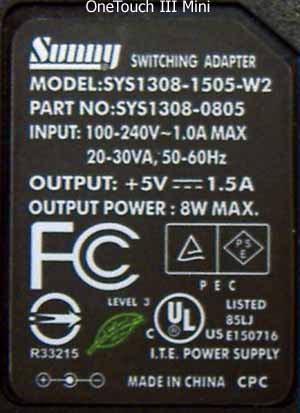 OneTouch III Mini
Sunny SWITCHING ADAPTER
MODEL:SYS1308-1505-W2
PART NO:SYS1308-0805
INPUT: 100-240V~1.0A MAX
20-30VA, 50-60Hz
OUTPUT: +5V ⎓ 1.5A
OUTPUT POWER : 8W MAX.
FC
PSE
PEC
LEVEL 3
R33215
C UL US
LISTED
85LJ
E150716
I.T.E. POWER SUPPLY
MADE IN CHINA CPC